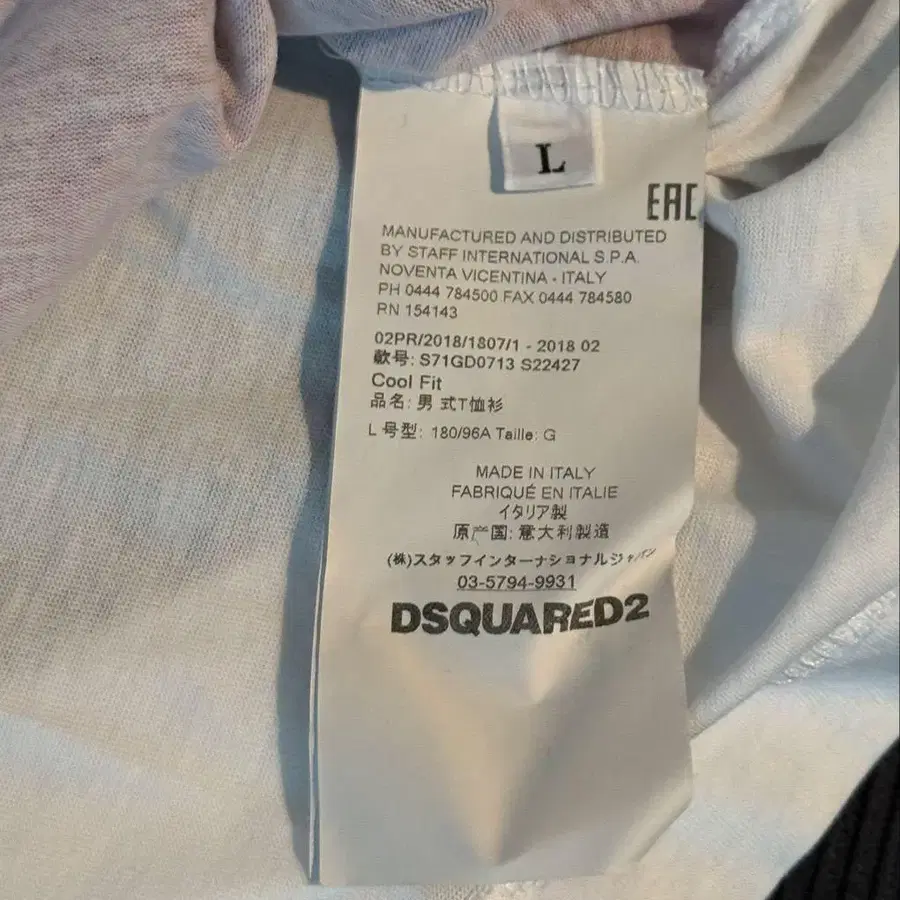 L
EAC
MANUFACTURED AND DISTRIBUTED
BY STAFF INTERNATIONAL S.P.A.
NOVENTA VICENTINA - ITALY
PH 0444 784500 FAX 0444 784580
RN 154143
02PR/2018/1807/1 - 2018 02
款号: S71GD0713 S22427
Cool Fit
品名: 男 式T恤衫
L 号型: 180/96A Taille: G
MADE IN ITALY
FABRIQUÉ EN ITALIE
イタリア製
原产国: 意大利製造
(株)スタッフインターナショナルジャパン
03-5794-9931
DSQUARED2